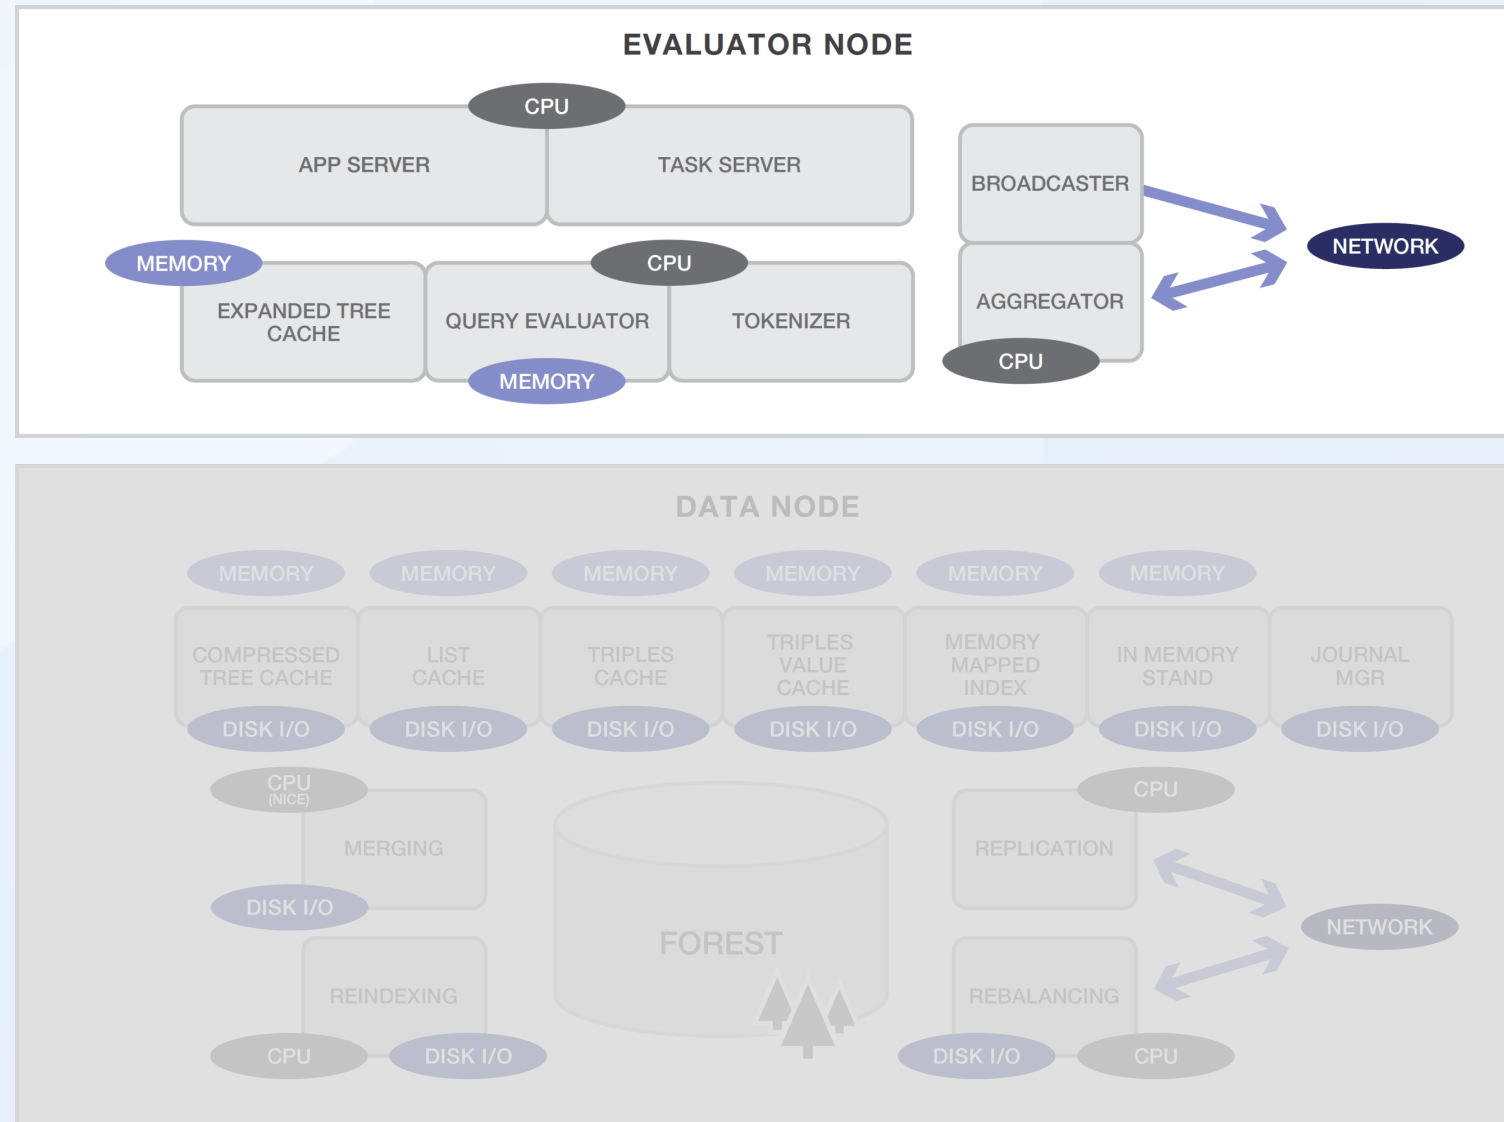 EVALUATOR NODE
CPU
APP SERVER
TASK SERVER
BROADCASTER
NETWORK
MEMORY
CPU
EXPANDED TREE
CACHE
QUERY EVALUATOR
TOKENIZER
AGGREGATOR
MEMORY
CPU
DATA NODE
MEMORY
MEMORY
MEMORY
MEMORY
MEMORY
MEMORY
COMPRESSED
TREE CACHE
LIST
CACHE
TRIPLES
CACHE
TRIPLES
VALUE
CACHE
MEMORY
MAPPED
INDEX
IN MEMORY
STAND
JOURNAL
MGR
DISK I/O
DISK I/O
DISK I/O
DISK I/O
DISK I/O
DISK I/O
DISK I/O
CPU
(NICE)
MERGING
DISK I/O
REINDEXING
CPU
DISK I/O
FOREST
CPU
REPLICATION
NETWORK
REBALANCING
DISK I/O
CPU